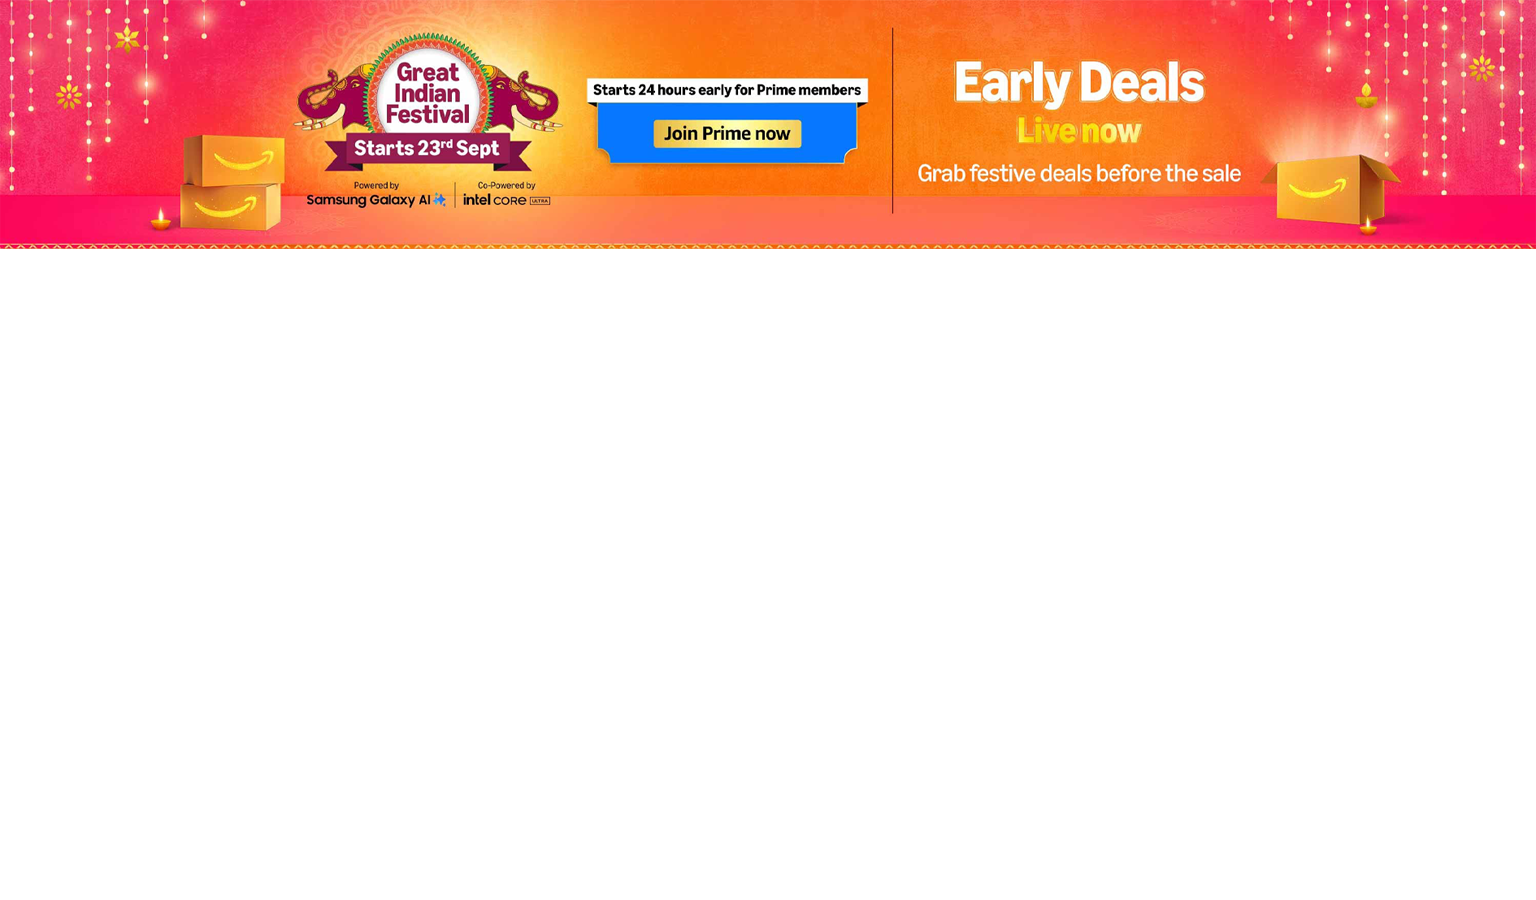 Great
Indian
Festival
Starts 23rd Sept
Powered by
Samsung Galaxy AI
Co-Powered by
intel CORE ULTRA
Starts 24 hours early for Prime members
Join Prime now
Early Deals
Live now
Grab festive deals before the sale